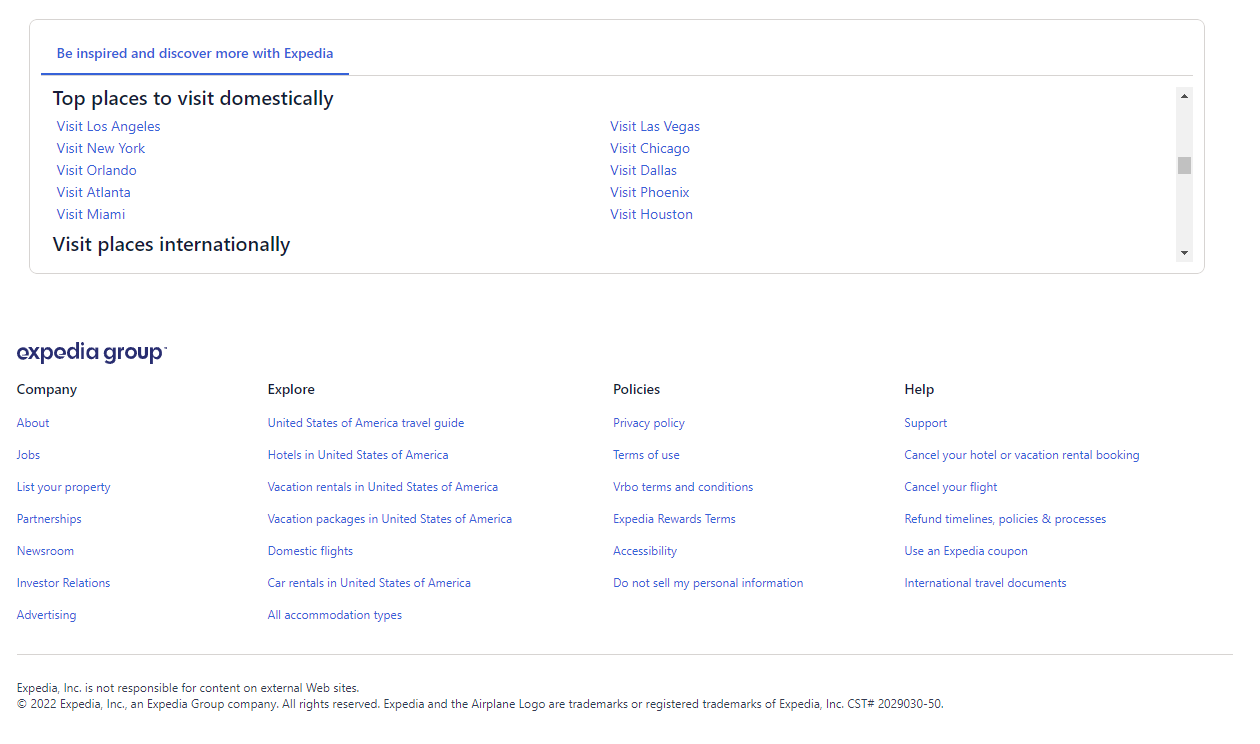 Be inspired and discover more with Expedia
Top places to visit domestically
Visit Los Angeles
Visit Las Vegas
Visit New York
Visit Chicago
Visit Orlando
Visit Dallas
Visit Atlanta
Visit Phoenix
Visit Miami
Visit Houston
Visit places internationally
expedia group™
Company
About
Jobs
List your property
Partnerships
Newsroom
Investor Relations
Advertising
Explore
United States of America travel guide
Hotels in United States of America
Vacation rentals in United States of America
Vacation packages in United States of America
Domestic flights
Car rentals in United States of America
All accommodation types
Policies
Privacy policy
Terms of use
Vrbo terms and conditions
Expedia Rewards Terms
Accessibility
Do not sell my personal information
Help
Support
Cancel your hotel or vacation rental booking
Cancel your flight
Refund timelines, policies & processes
Use an Expedia coupon
International travel documents
Expedia, Inc. is not responsible for content on external Web sites.
© 2022 Expedia, Inc., an Expedia Group company. All rights reserved. Expedia and the Airplane Logo are trademarks or registered trademarks of Expedia, Inc. CST# 2029030-50.